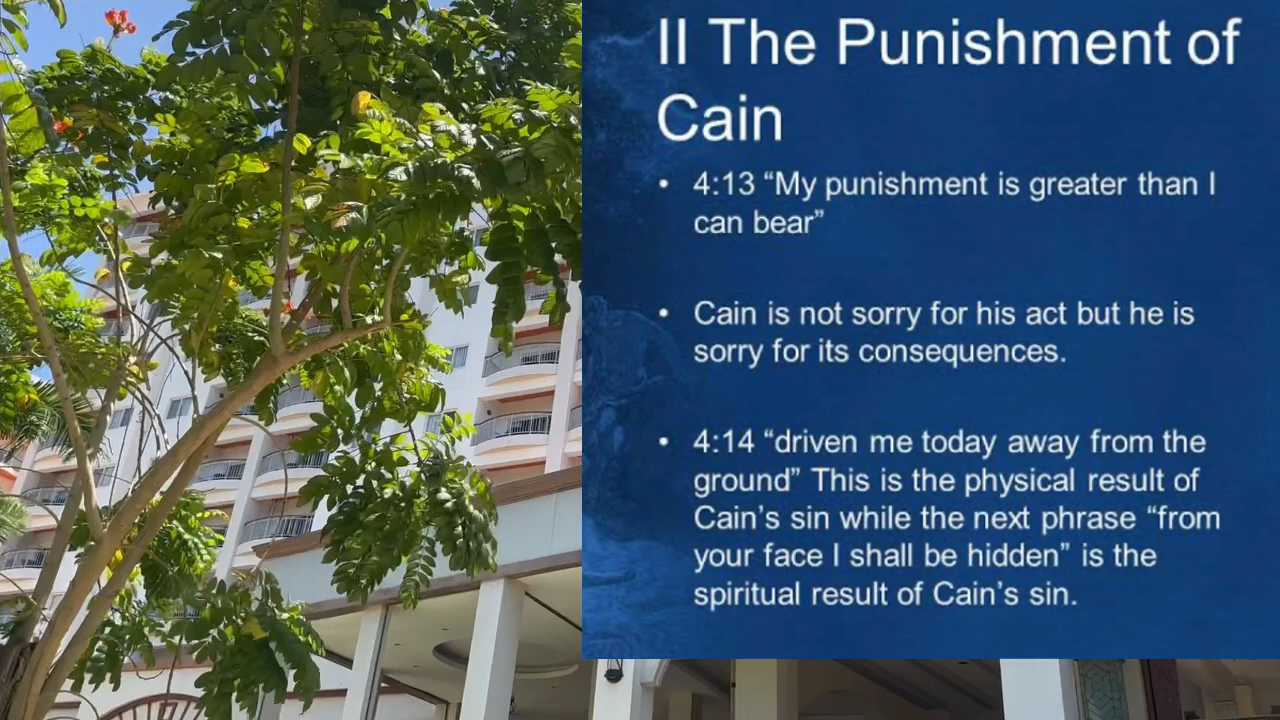 II The Punishment of
Cain
• 4:13 “My punishment is greater than I
can bear”
• Cain is not sorry for his act but he is
sorry for its consequences.
• 4:14 “driven me today away from the
ground” This is the physical result of
Cain’s sin while the next phrase “from
your face I shall be hidden” is the
spiritual result of Cain’s sin.